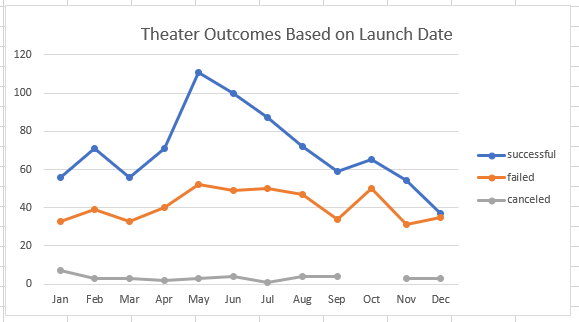 Theater Outcomes Based on Launch Date
120
100
80
60
40
20
0
Jan Feb Mar Apr May Jun Jul Aug Sep Oct Nov Dec
successful
failed
canceled